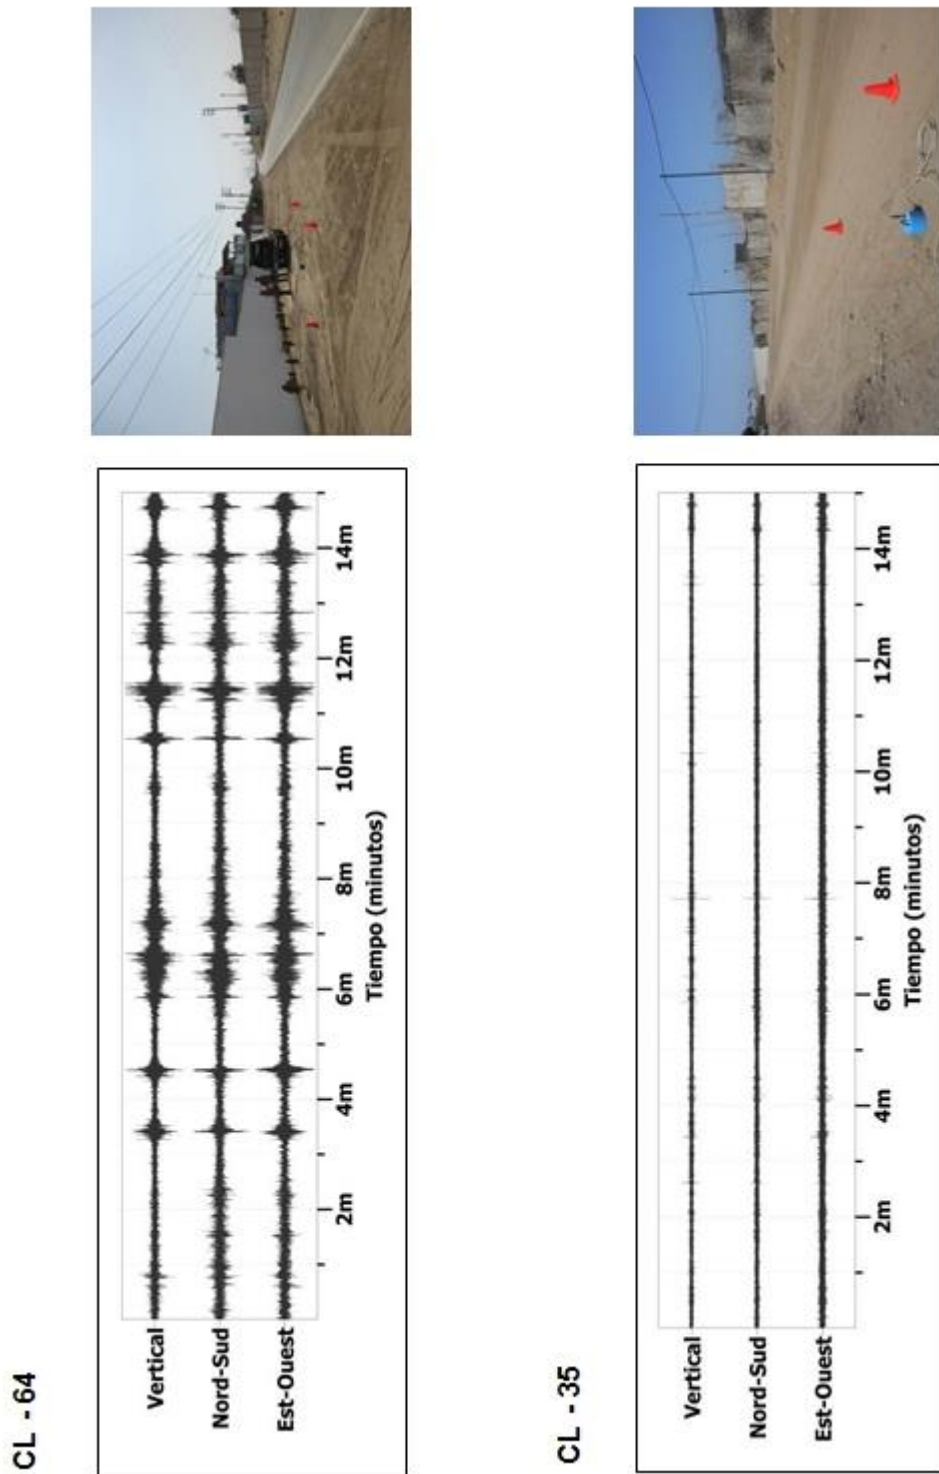 CL - 64
Vertical
Nord-Sud
Est-Ouest
2m 4m 6m 8m 10m 12m 14m
Tiempo (minutos)
CL - 35
Vertical
Nord-Sud
Est-Ouest
2m 4m 6m 8m 10m 12m 14m
Tiempo (minutos)